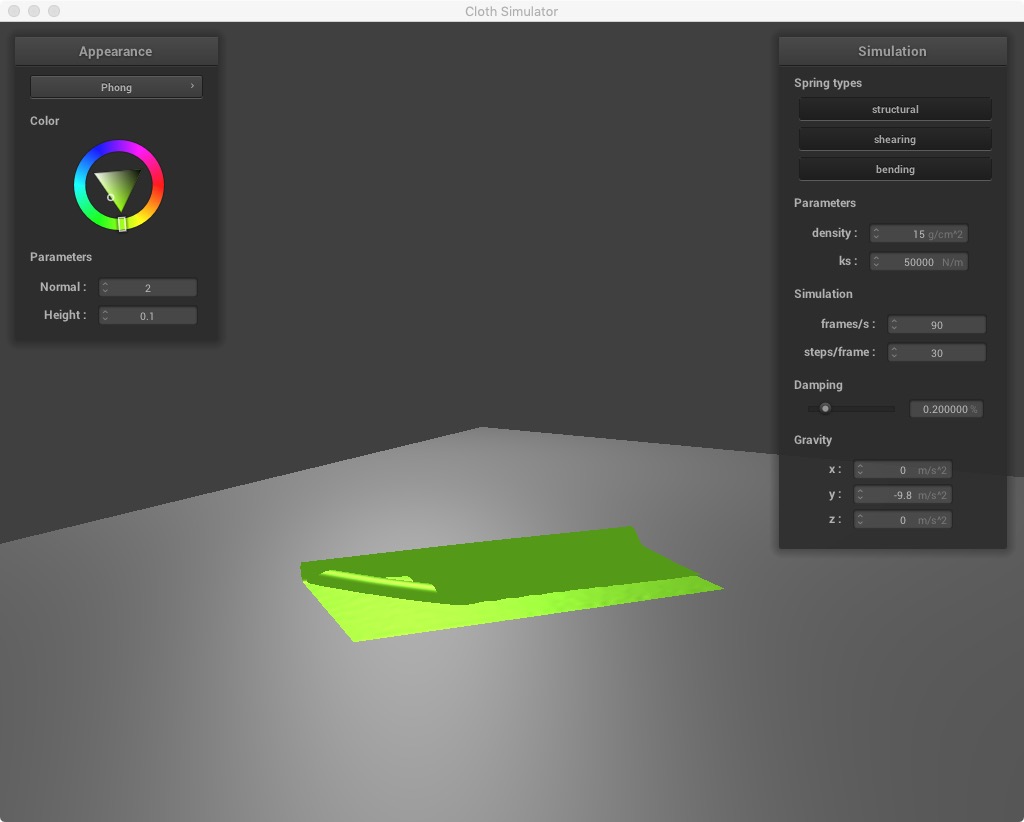 Cloth Simulator
Appearance
Phong
Color
Parameters
Normal : 2
Height : 0.1
Simulation
Spring types
structural
shearing
bending
Parameters
density : 15 g/cm^2
ks : 50000 N/m
Simulation
frames/s : 90
steps/frame : 30
Damping
0.200000 %
Gravity
x : 0 m/s^2
y : -9.8 m/s^2
z : 0 m/s^2